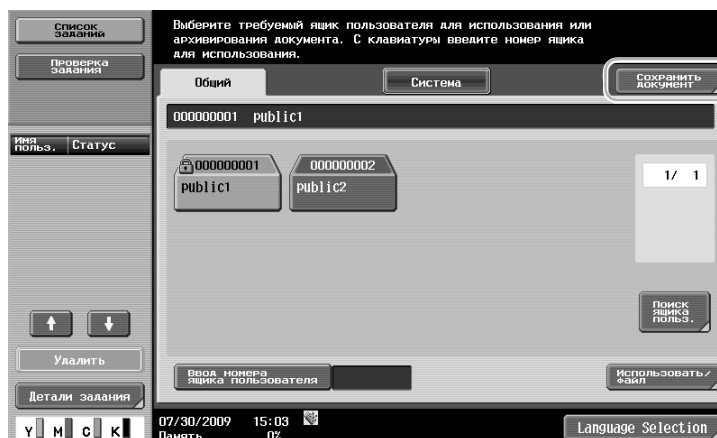 Список
заданий
Проверка
задания
Имя
польз.
Статус
Удалить
Детали задания
Y M C K
Выберите требуемый ящик пользователя для использования или
архивирования документа. С клавиатуры введите номер ящика
для использования.
Общий
Система
Сохранить
документ
000000001 public1
000000001
public1
000000002
public2
1/ 1
Поиск
ящика
польз.
Ввод номера
ящика пользователя
Использовать/
файл
07/30/2009 15:03
Память 0%
Language Selection